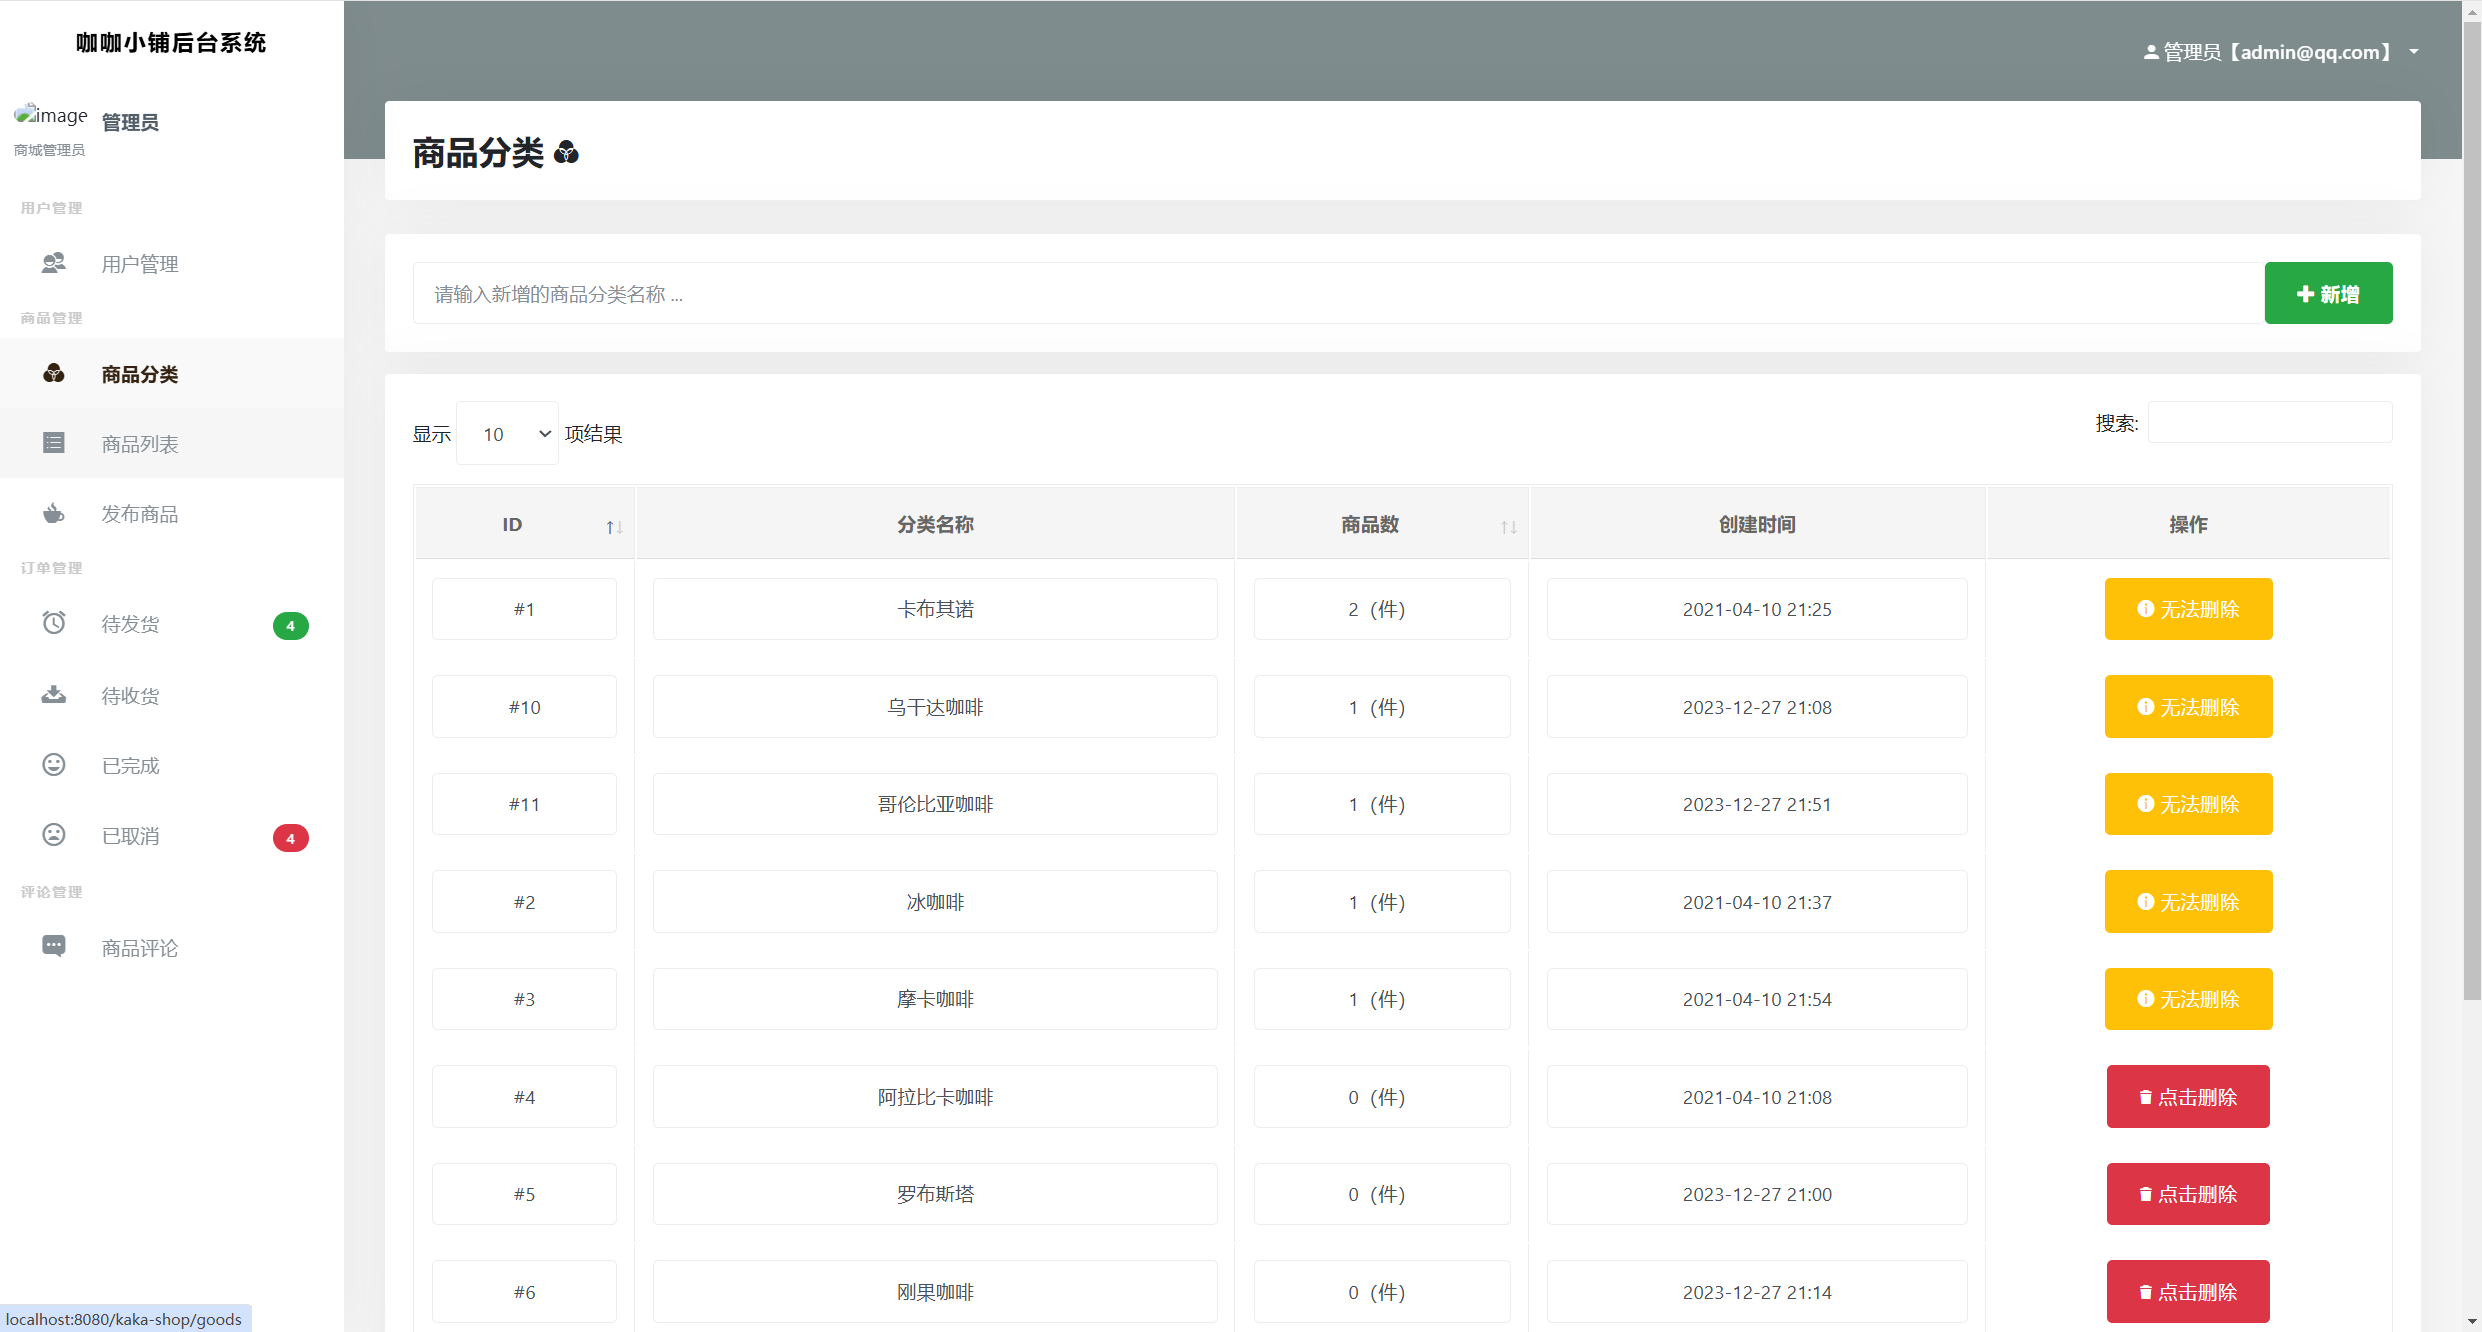 咖咖小铺后台系统
管理员【admin@qq.com】
image 管理员
商城管理员
用户管理
用户管理
商品管理
商品分类
商品列表
发布商品
订单管理
待发货 4
待收货
已完成
已取消 4
评论管理
商品评论
商品分类
请输入新增的商品分类名称 ...
新增
显示 10 项结果
搜索:
ID 分类名称 商品数 创建时间 操作
#1 卡布其诺 2 (件) 2021-04-10 21:25 无法删除
#10 乌干达咖啡 1 (件) 2023-12-27 21:08 无法删除
#11 哥伦比亚咖啡 1 (件) 2023-12-27 21:51 无法删除
#2 冰咖啡 1 (件) 2021-04-10 21:37 无法删除
#3 摩卡咖啡 1 (件) 2021-04-10 21:54 无法删除
#4 阿拉比卡咖啡 0 (件) 2021-04-10 21:08 点击删除
#5 罗布斯塔 0 (件) 2023-12-27 21:00 点击删除
#6 刚果咖啡 0 (件) 2023-12-27 21:14 点击删除
localhost:8080/kaka-shop/goods